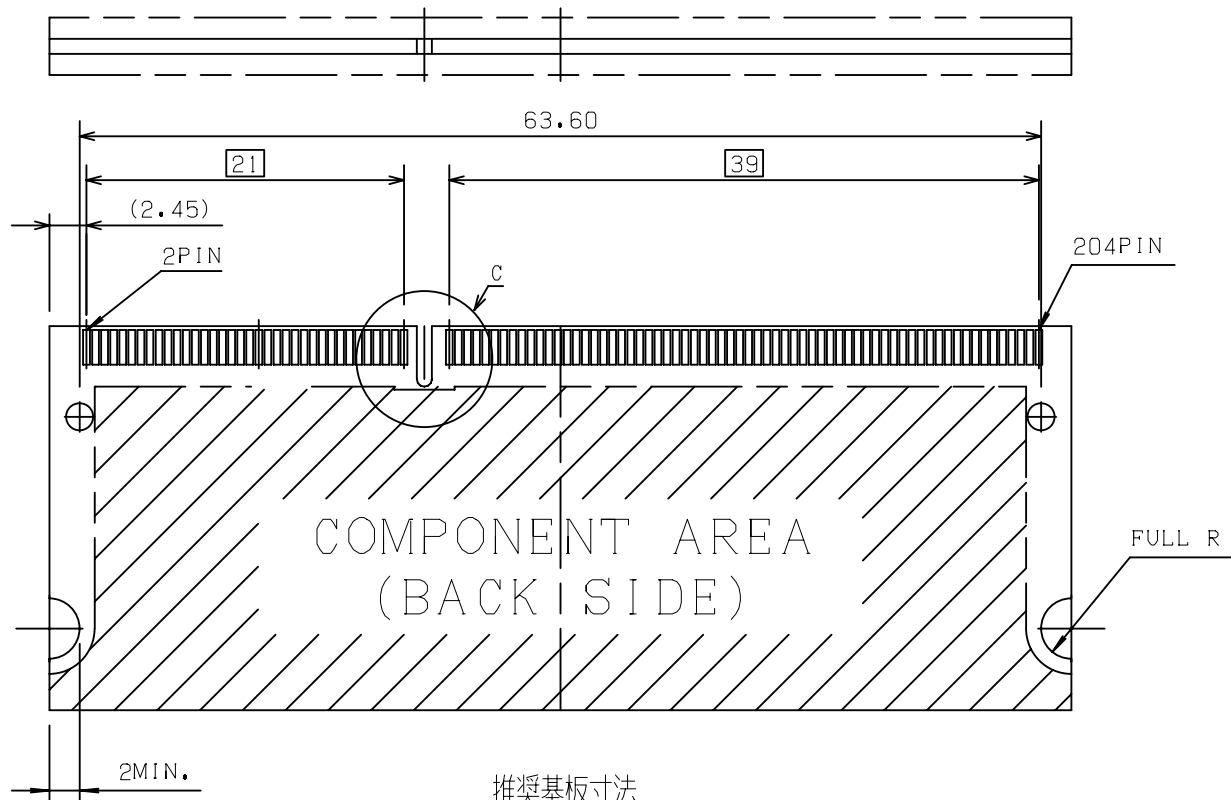 63.60
21
39
(2.45)
2PIN
C
204PIN
COMPONENT AREA
(BACK SIDE)
FULL R
2MIN.
推奨基板寸法